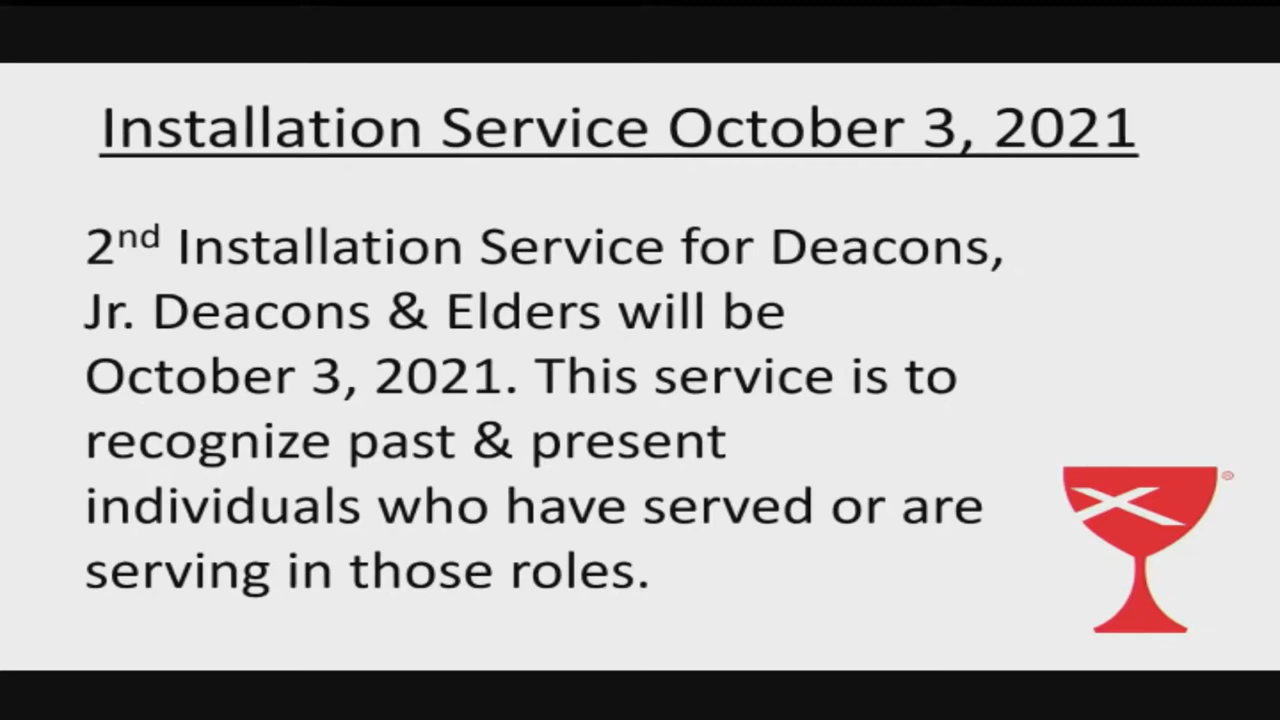 Installation Service October 3, 2021
2nd Installation Service for Deacons,
Jr. Deacons & Elders will be
October 3, 2021. This service is to
recognize past & present
individuals who have served or are
serving in those roles.
®